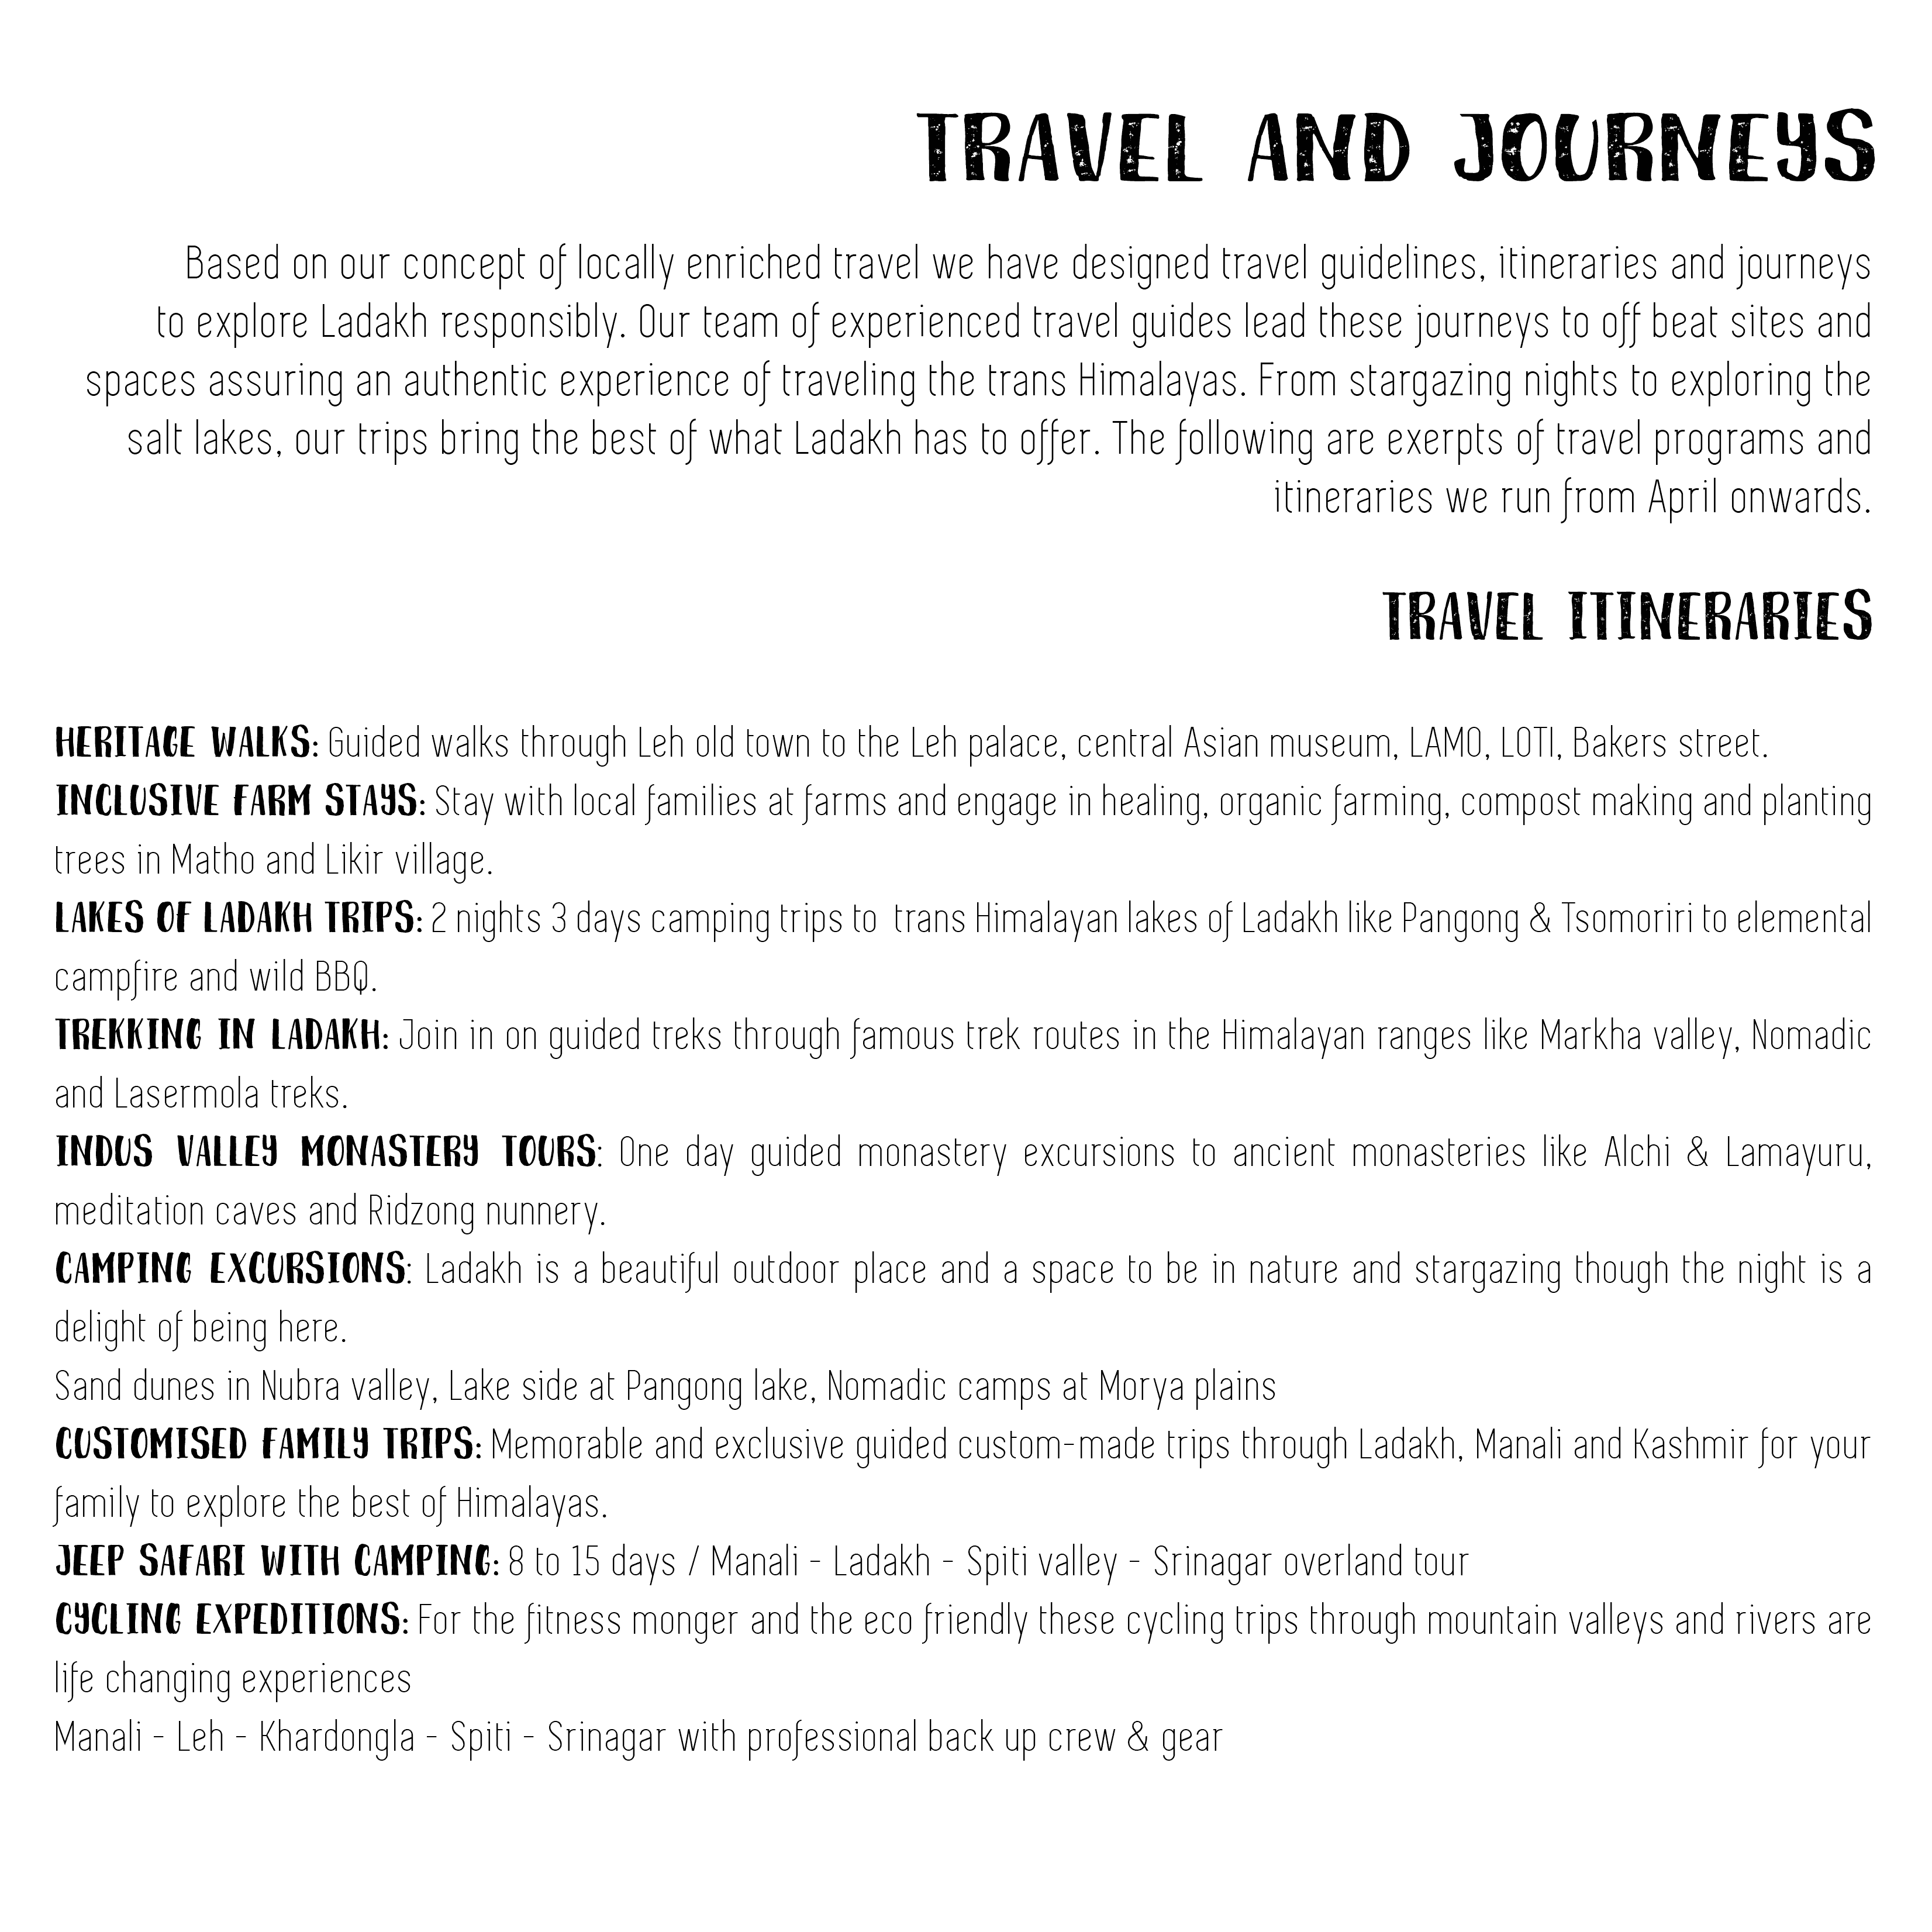 TRAVEL AND JOURNEYS
Based on our concept of locally enriched travel we have designed travel guidelines, itineraries and journeys
to explore Ladakh responsibly. Our team of experienced travel guides lead these journeys to off beat sites and
spaces assuring an authentic experience of traveling the trans Himalayas. From stargazing nights to exploring the
salt lakes, our trips bring the best of what Ladakh has to offer. The following are exerpts of travel programs and
itineraries we run from April onwards.
TRAVEL ITINERARIES
HERITAGE WALKS: Guided walks through Leh old town to the Leh palace, central Asian museum, LAMO, LOTI, Bakers street.
INCLUSIVE FARM STAYS: Stay with local families at farms and engage in healing, organic farming, compost making and planting
trees in Matho and Likir village.
LAKES OF LADAKH TRIPS: 2 nights 3 days camping trips to trans Himalayan lakes of Ladakh like Pangong & Tsomoriri to elemental
campfire and wild BBQ.
TREKKING IN LADAKH: Join in on guided treks through famous trek routes in the Himalayan ranges like Markha valley, Nomadic
and Lasermola treks.
INDUS VALLEY MONASTERY TOURS: One day guided monastery excursions to ancient monasteries like Alchi & Lamayuru,
meditation caves and Ridzong nunnery.
CAMPING EXCURSIONS: Ladakh is a beautiful outdoor place and a space to be in nature and stargazing though the night is a
delight of being here.
Sand dunes in Nubra valley, Lake side at Pangong lake, Nomadic camps at Morya plains
CUSTOMISED FAMILY TRIPS: Memorable and exclusive guided custom-made trips through Ladakh, Manali and Kashmir for your
family to explore the best of Himalayas.
JEEP SAFARI WITH CAMPING: 8 to 15 days / Manali - Ladakh - Spiti valley - Srinagar overland tour
CYCLING EXPEDITIONS: For the fitness monger and the eco friendly these cycling trips through mountain valleys and rivers are
life changing experiences
Manali - Leh - Khardongla - Spiti - Srinagar with professional back up crew & gear